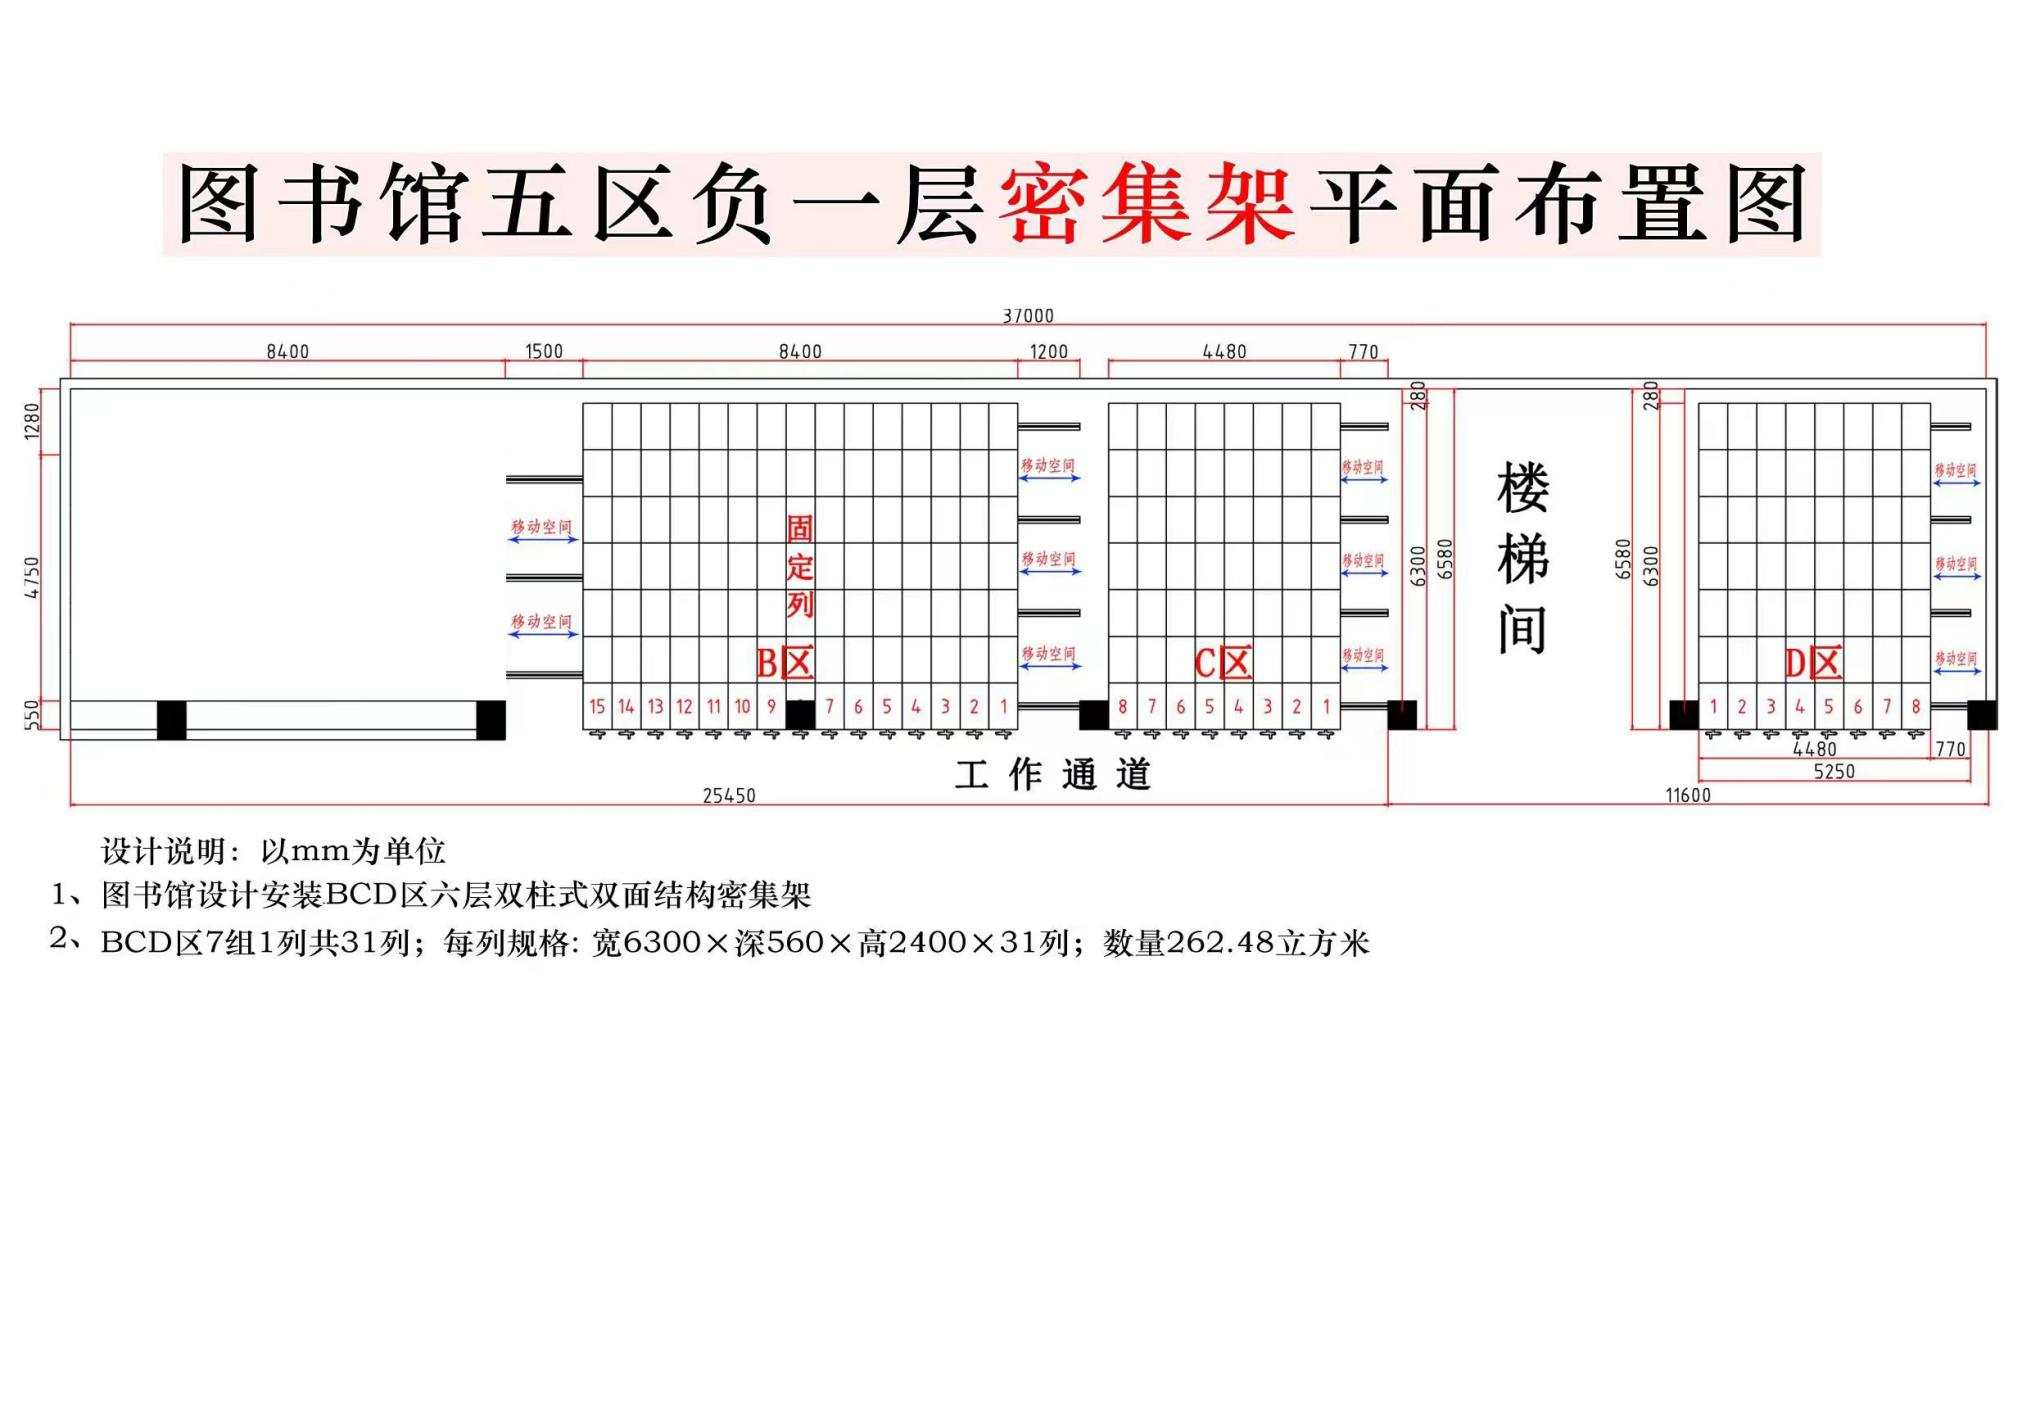 图书馆五区负一层密集架平面布置图
37000
8400 1500 8400 1200 4480 770
1280
4750
550
移动空间
移动空间
固定列
B区
15 14 13 12 11 10 9 7 6 5 4 3 2 1
移动空间
移动空间
移动空间
C区
8 7 6 5 4 3 2 1
移动空间
移动空间
移动空间
280
6300
6580
楼梯间
280
6580
6300
D区
1 2 3 4 5 6 7 8
移动空间
移动空间
移动空间
4480 770
5250
工作通道
25450 11600
设计说明：以mm为单位
1、图书馆设计安装BCD区六层双柱式双面结构密集架
2、BCD区7组1列共31列；每列规格: 宽6300×深560×高2400×31列；数量262.48立方米